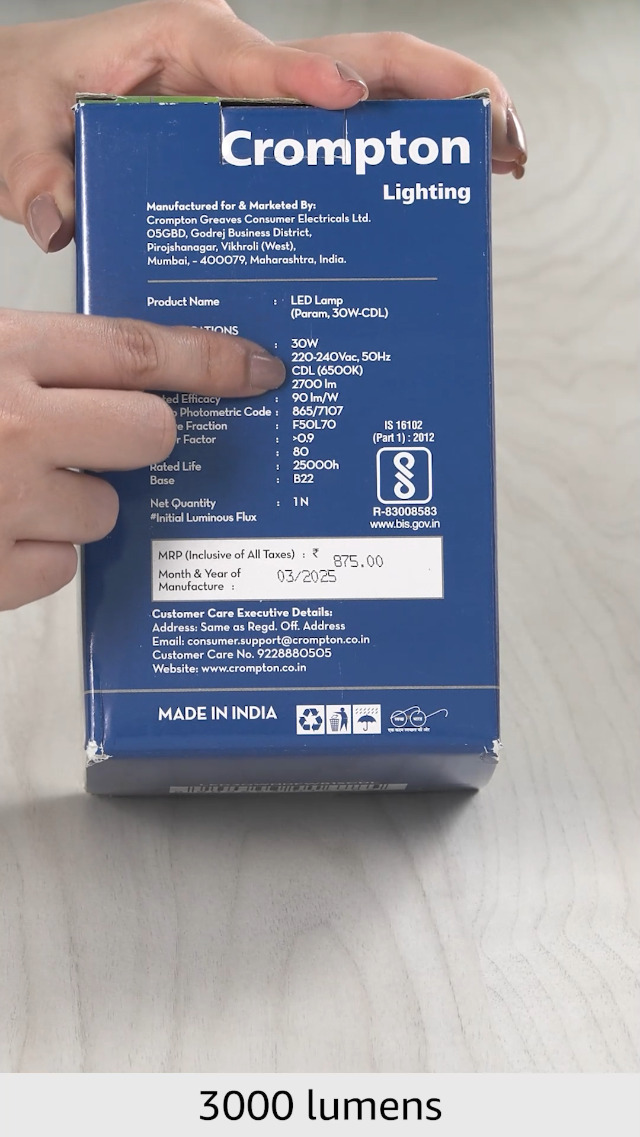 Crompton
Lighting
Manufactured for & Marketed By:
Crompton Greaves Consumer Electricals Ltd.
05GBD, Godrej Business District,
Pirojshanagar, Vikhroli (West),
Mumbai, - 400079, Maharashtra, India.
Product Name : LED Lamp
(Param, 30W-CDL)
: 30W
220-240Vac, 50Hz
CDL (6500K)
2700 lm
Efficacy : 90 lm/W
Photometric Code : 865/7107
Fraction : F50L70
Factor : >0.9
: 80
Rated Life : 25000h
Base : B22
Net Quantity : 1 N
#Initial Luminous Flux
IS 16102
(Part 1) : 2012
R-83008583
www.bis.gov.in
MRP (Inclusive of All Taxes) : ₹ 875.00
Month & Year of 03/2025
Manufacture :
Customer Care Executive Details:
Address: Same as Regd. Off. Address
Email: consumer.support@crompton.co.in
Customer Care No. 9228880505
Website: www.crompton.co.in
MADE IN INDIA
3000 lumens